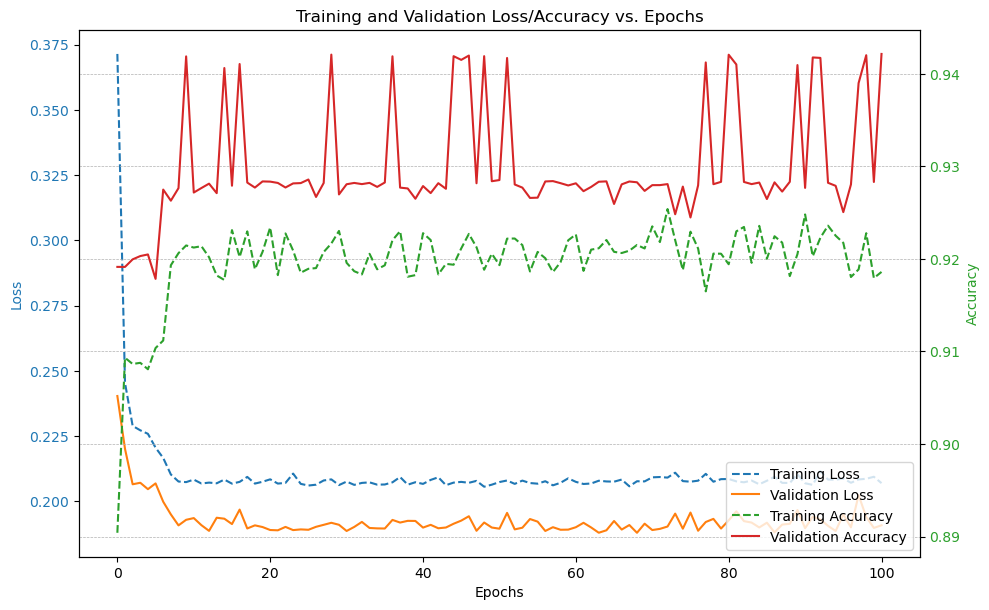 Training and Validation Loss/Accuracy vs. Epochs
0.375
0.350
0.325
0.300
0.275
0.250
0.225
0.200
Loss
0.94
0.93
0.92
0.91
0.90
0.89
Accuracy
Training Loss
Validation Loss
Training Accuracy
Validation Accuracy
0 20 40 60 80 100
Epochs